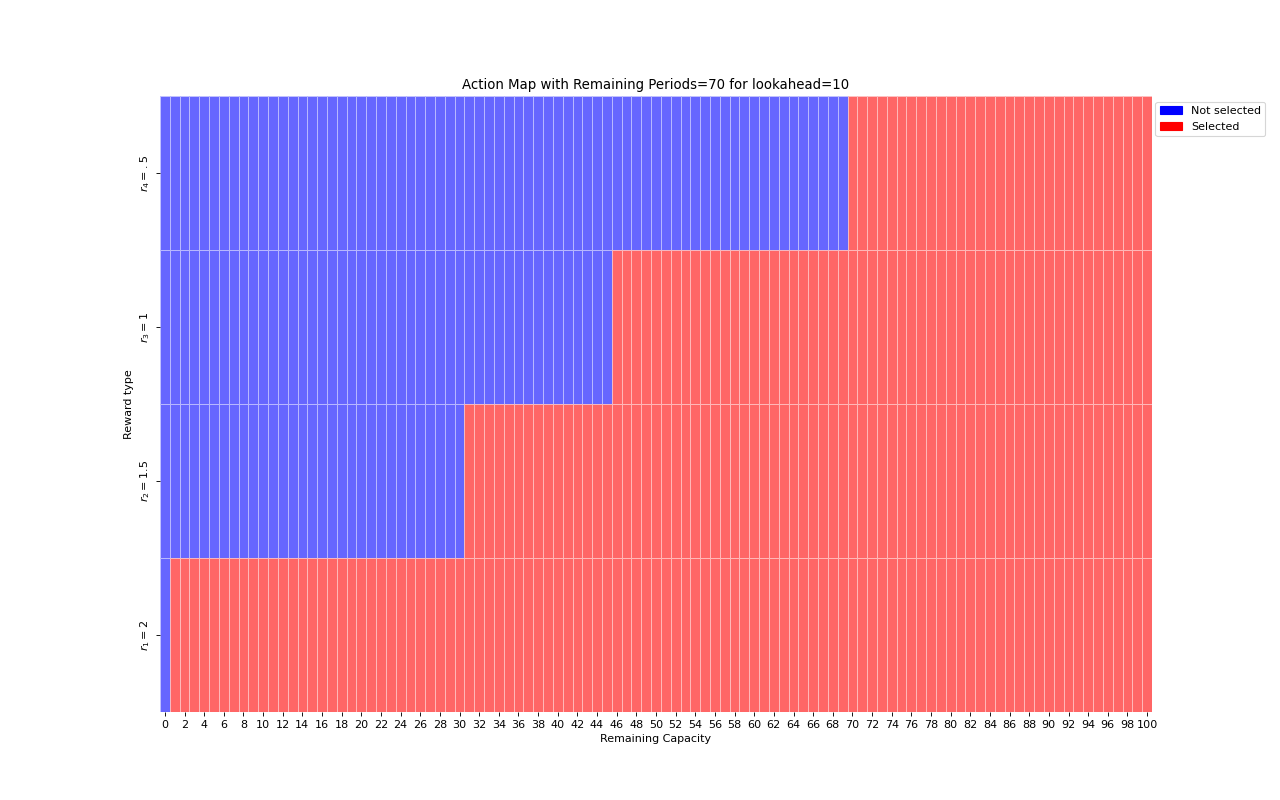 Action Map with Remaining Periods=70 for lookahead=10
Not selected
Selected
r₄ = .5
r₃ = 1
r₂ = 1.5
r₁ = 2
Reward type
0 2 4 6 8 10 12 14 16 18 20 22 24 26 28 30 32 34 36 38 40 42 44 46 48 50 52 54 56 58 60 62 64 66 68 70 72 74 76 78 80 82 84 86 88 90 92 94 96 98 100
Remaining Capacity